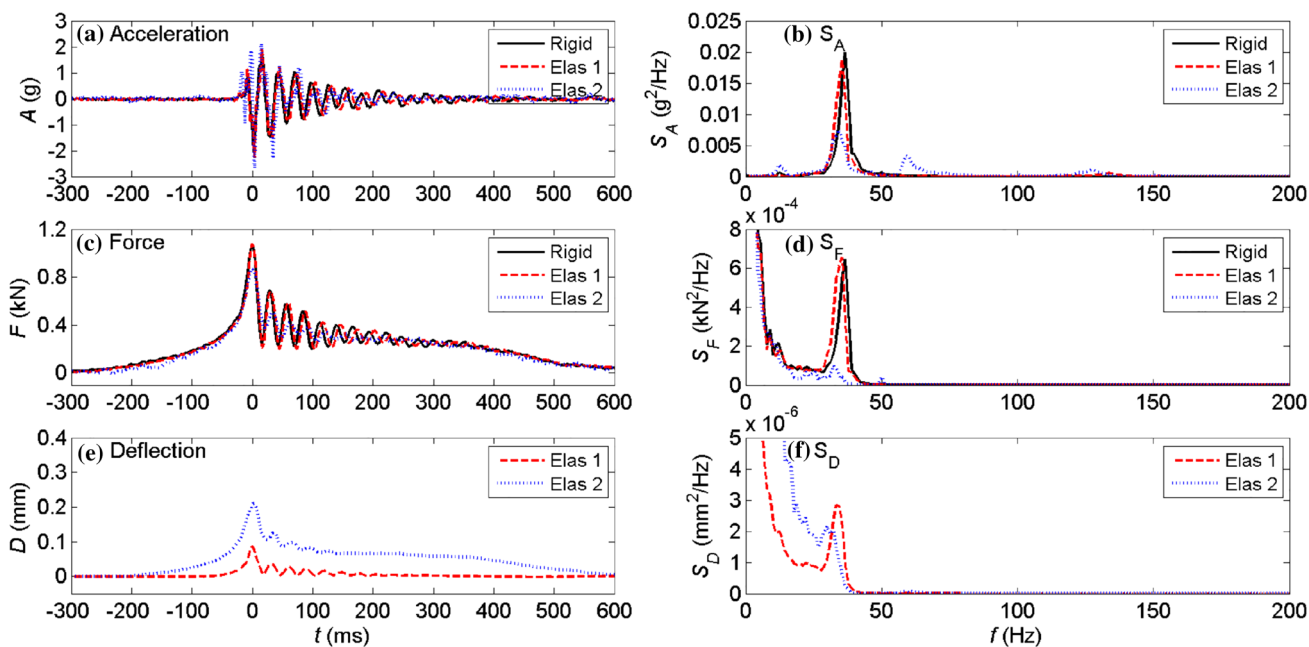 (a) Acceleration
A (g)
3
2
1
0
-1
-2
-3
-300 -200 -100 0 100 200 300 400 500 600
Rigid
Elas 1
Elas 2
(b) S_A
S_A (g²/Hz)
0.025
0.02
0.015
0.01
0.005
0
0 50 100 150 200
Rigid
Elas 1
Elas 2
(c) Force
F (kN)
1.2
0.8
0.4
0
-300 -200 -100 0 100 200 300 400 500 600
Rigid
Elas 1
Elas 2
x 10⁻⁴
(d) S_F
S_F (kN²/Hz)
8
6
4
2
0
0 50 100 150 200
Rigid
Elas 1
Elas 2
(e) Deflection
D (mm)
0.4
0.3
0.2
0.1
0
-300 -200 -100 0 100 200 300 400 500 600
t (ms)
Elas 1
Elas 2
x 10⁻⁶
(f) S_D
S_D (mm²/Hz)
5
4
3
2
1
0
0 50 100 150 200
f (Hz)
Elas 1
Elas 2